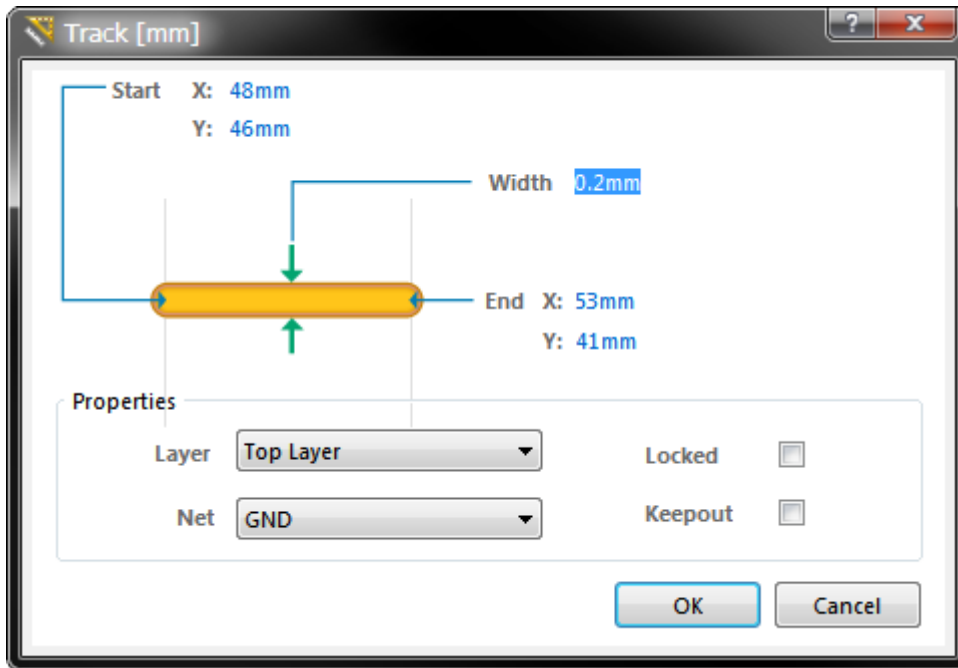 Track [mm]
Start X: 48mm
Y: 46mm
Width 0.2mm
End X: 53mm
Y: 41mm
Properties
Layer Top Layer Locked
Net GND Keepout
OK Cancel